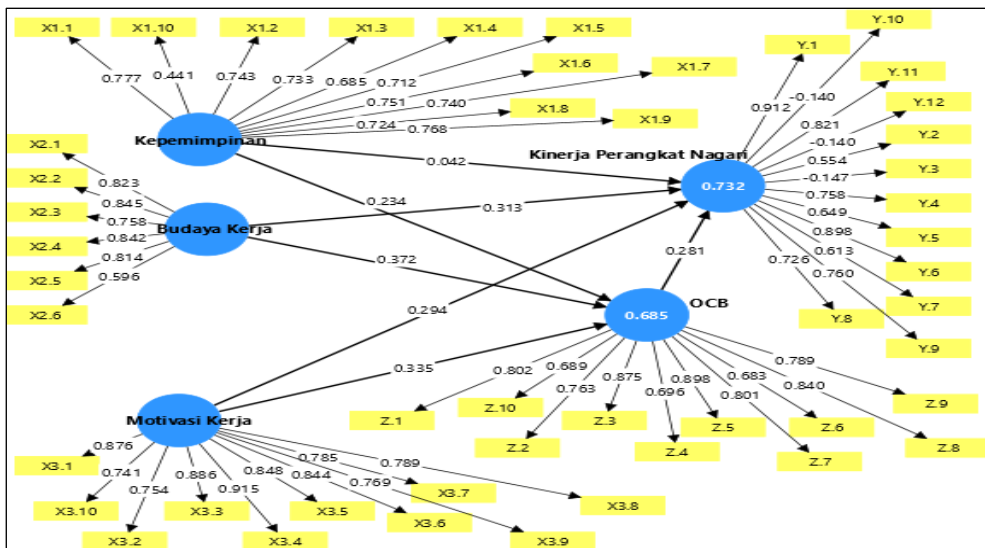 X1.1 X1.10 X1.2 X1.3 X1.4 X1.5
X1.6 X1.7
X1.8
X1.9
0.777 0.441 0.743 0.733 0.685 0.712
0.751 0.740
0.724 0.768
Kepemimpinan
X2.1
X2.2
X2.3
X2.4
X2.5
X2.6
0.823
0.845
0.758
0.842
0.814
0.596
Budaya Kerja
0.042
0.234
0.313
0.372
0.294
0.335
0.281
Kinerja Perangkat Nagari
0.732
Y.10
Y.1
Y.11
Y.12
Y.2
Y.3
Y.4
Y.5
Y.6
Y.7
Y.8
Y.9
0.912
-0.140
0.821
-0.140
0.554
-0.147
0.758
0.649
0.898
0.613
0.760
0.726
OCB
0.685
0.802
0.689
0.763
0.875
0.696
0.898
0.801
0.683
0.840
0.789
Z.1
Z.10
Z.2
Z.3
Z.4
Z.5
Z.6
Z.7
Z.8
Z.9
Motivasi Kerja
0.876
0.741
0.754
0.886
0.915
0.848
0.844
0.785
0.769
0.789
X3.1
X3.10
X3.2
X3.3
X3.4
X3.5
X3.6
X3.7
X3.8
X3.9